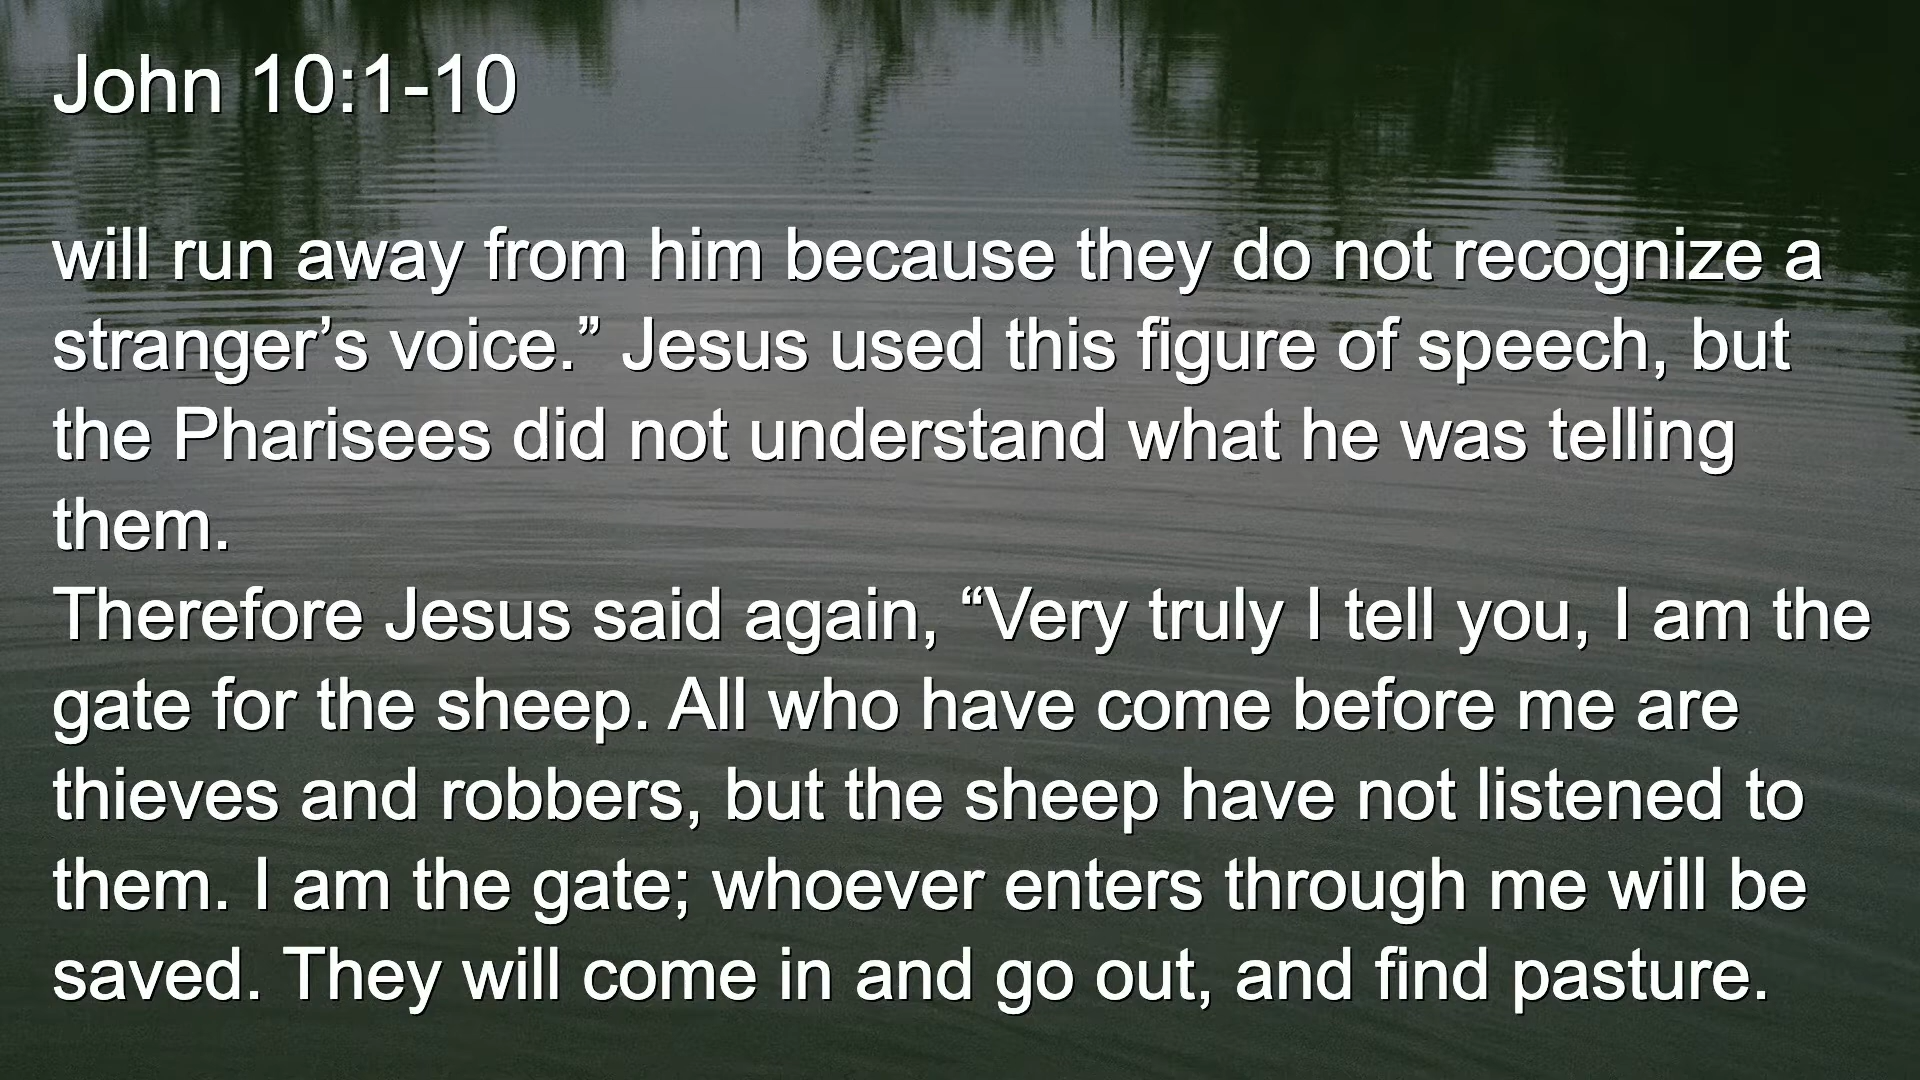 John 10:1-10
will run away from him because they do not recognize a
stranger’s voice.” Jesus used this figure of speech, but
the Pharisees did not understand what he was telling
them.
Therefore Jesus said again, “Very truly I tell you, I am the
gate for the sheep. All who have come before me are
thieves and robbers, but the sheep have not listened to
them. I am the gate; whoever enters through me will be
saved. They will come in and go out, and find pasture.